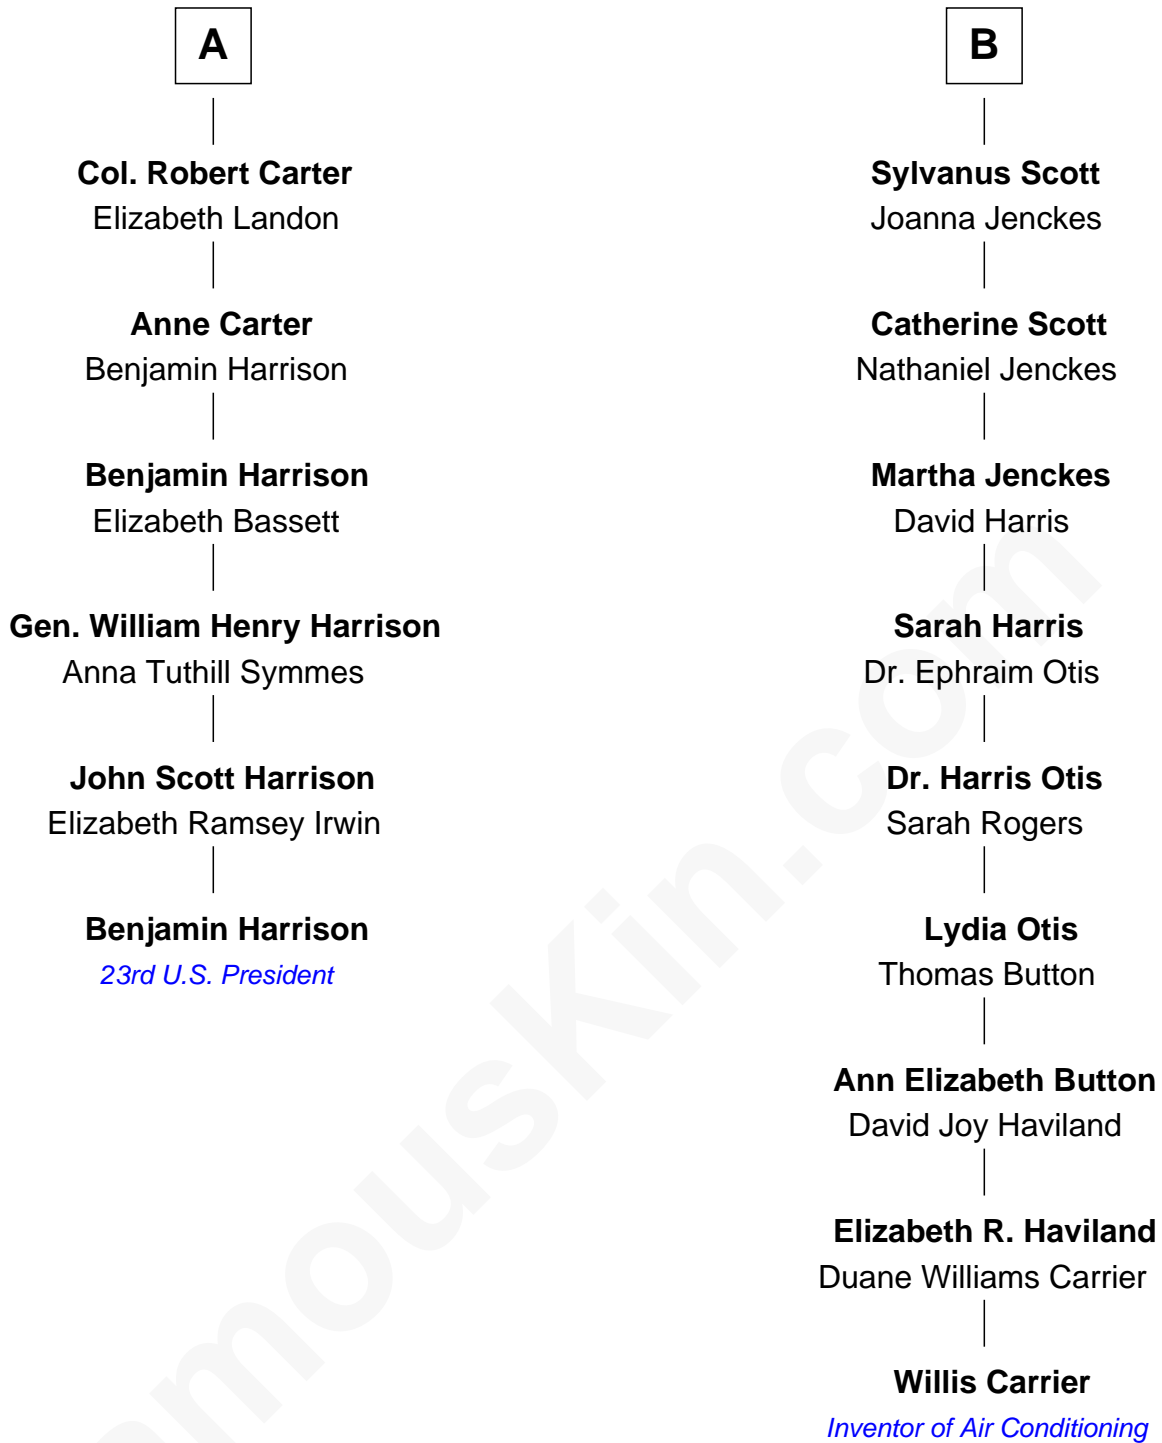 A
Col. Robert Carter
Elizabeth Landon
Anne Carter
Benjamin Harrison
Benjamin Harrison
Elizabeth Bassett
Gen. William Henry Harrison
Anna Tuthill Symmes
John Scott Harrison
Elizabeth Ramsey Irwin
Benjamin Harrison
23rd U.S. President
B
Sylvanus Scott
Joanna Jenckes
Catherine Scott
Nathaniel Jenckes
Martha Jenckes
David Harris
Sarah Harris
Dr. Ephraim Otis
Dr. Harris Otis
Sarah Rogers
Lydia Otis
Thomas Button
Ann Elizabeth Button
David Joy Haviland
Elizabeth R. Haviland
Duane Williams Carrier
Willis Carrier
Inventor of Air Conditioning
amouskin.com